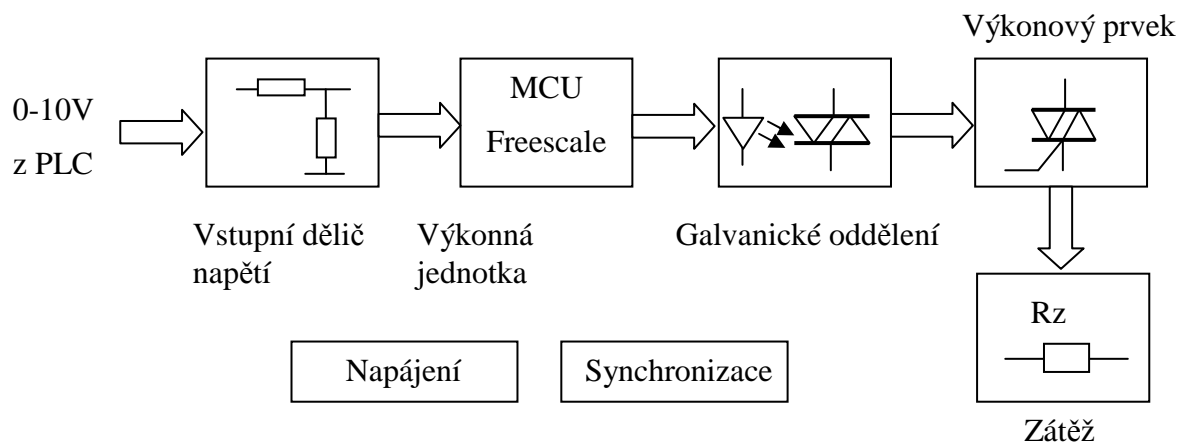 Výkonový prvek
0-10V
z PLC
MCU
Freescale
Vstupní dělič
napětí
Výkonná
jednotka
Galvanické oddělení
Rz
Napájení
Synchronizace
Zátěž